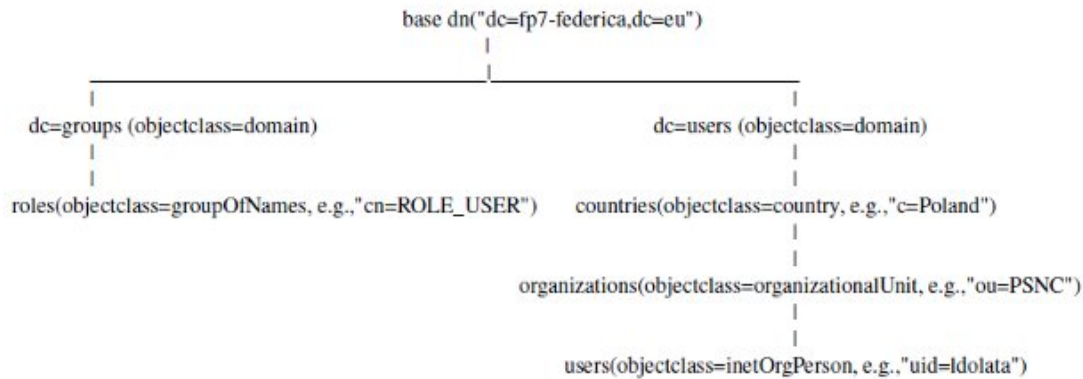 base dn("dc=fp7-federica,dc=eu")
dc=groups (objectclass=domain)
dc=users (objectclass=domain)
roles(objectclass=groupOfNames, e.g.,"cn=ROLE_USER")
countries(objectclass=country, e.g.,"c=Poland")
organizations(objectclass=organizationalUnit, e.g.,"ou=PSNC")
users(objectclass=inetOrgPerson, e.g.,"uid=ldolata")